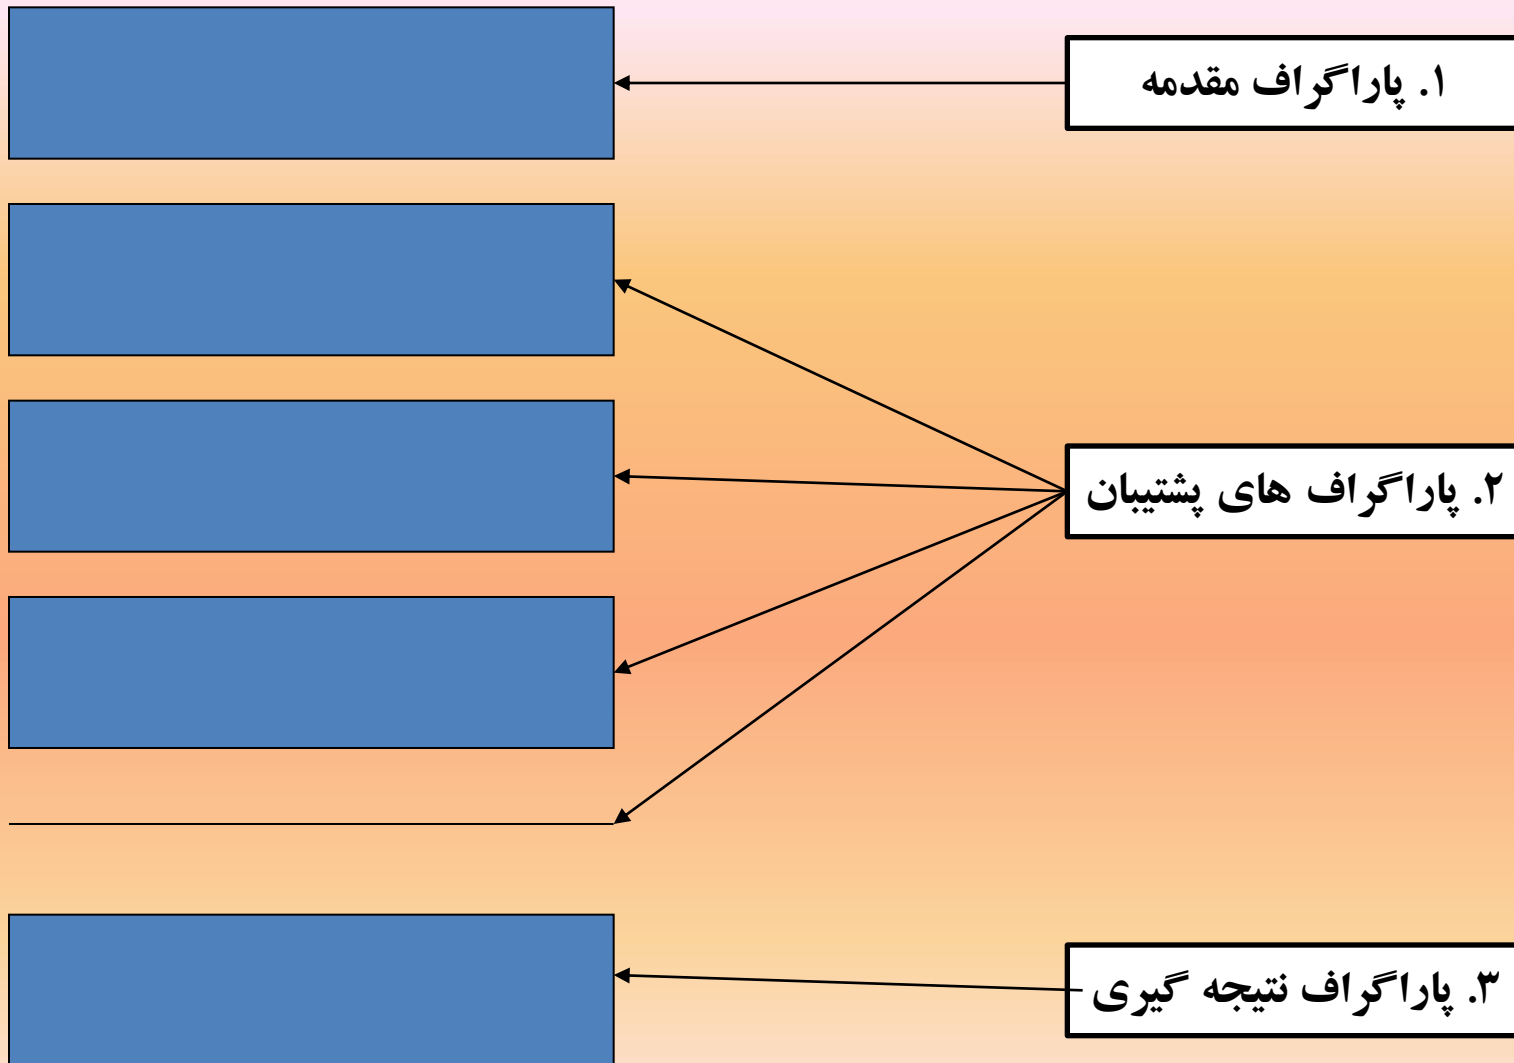 ۱. پاراگراف مقدمه
۲. پاراگراف های پشتیبان
۳. پاراگراف نتیجه گیری